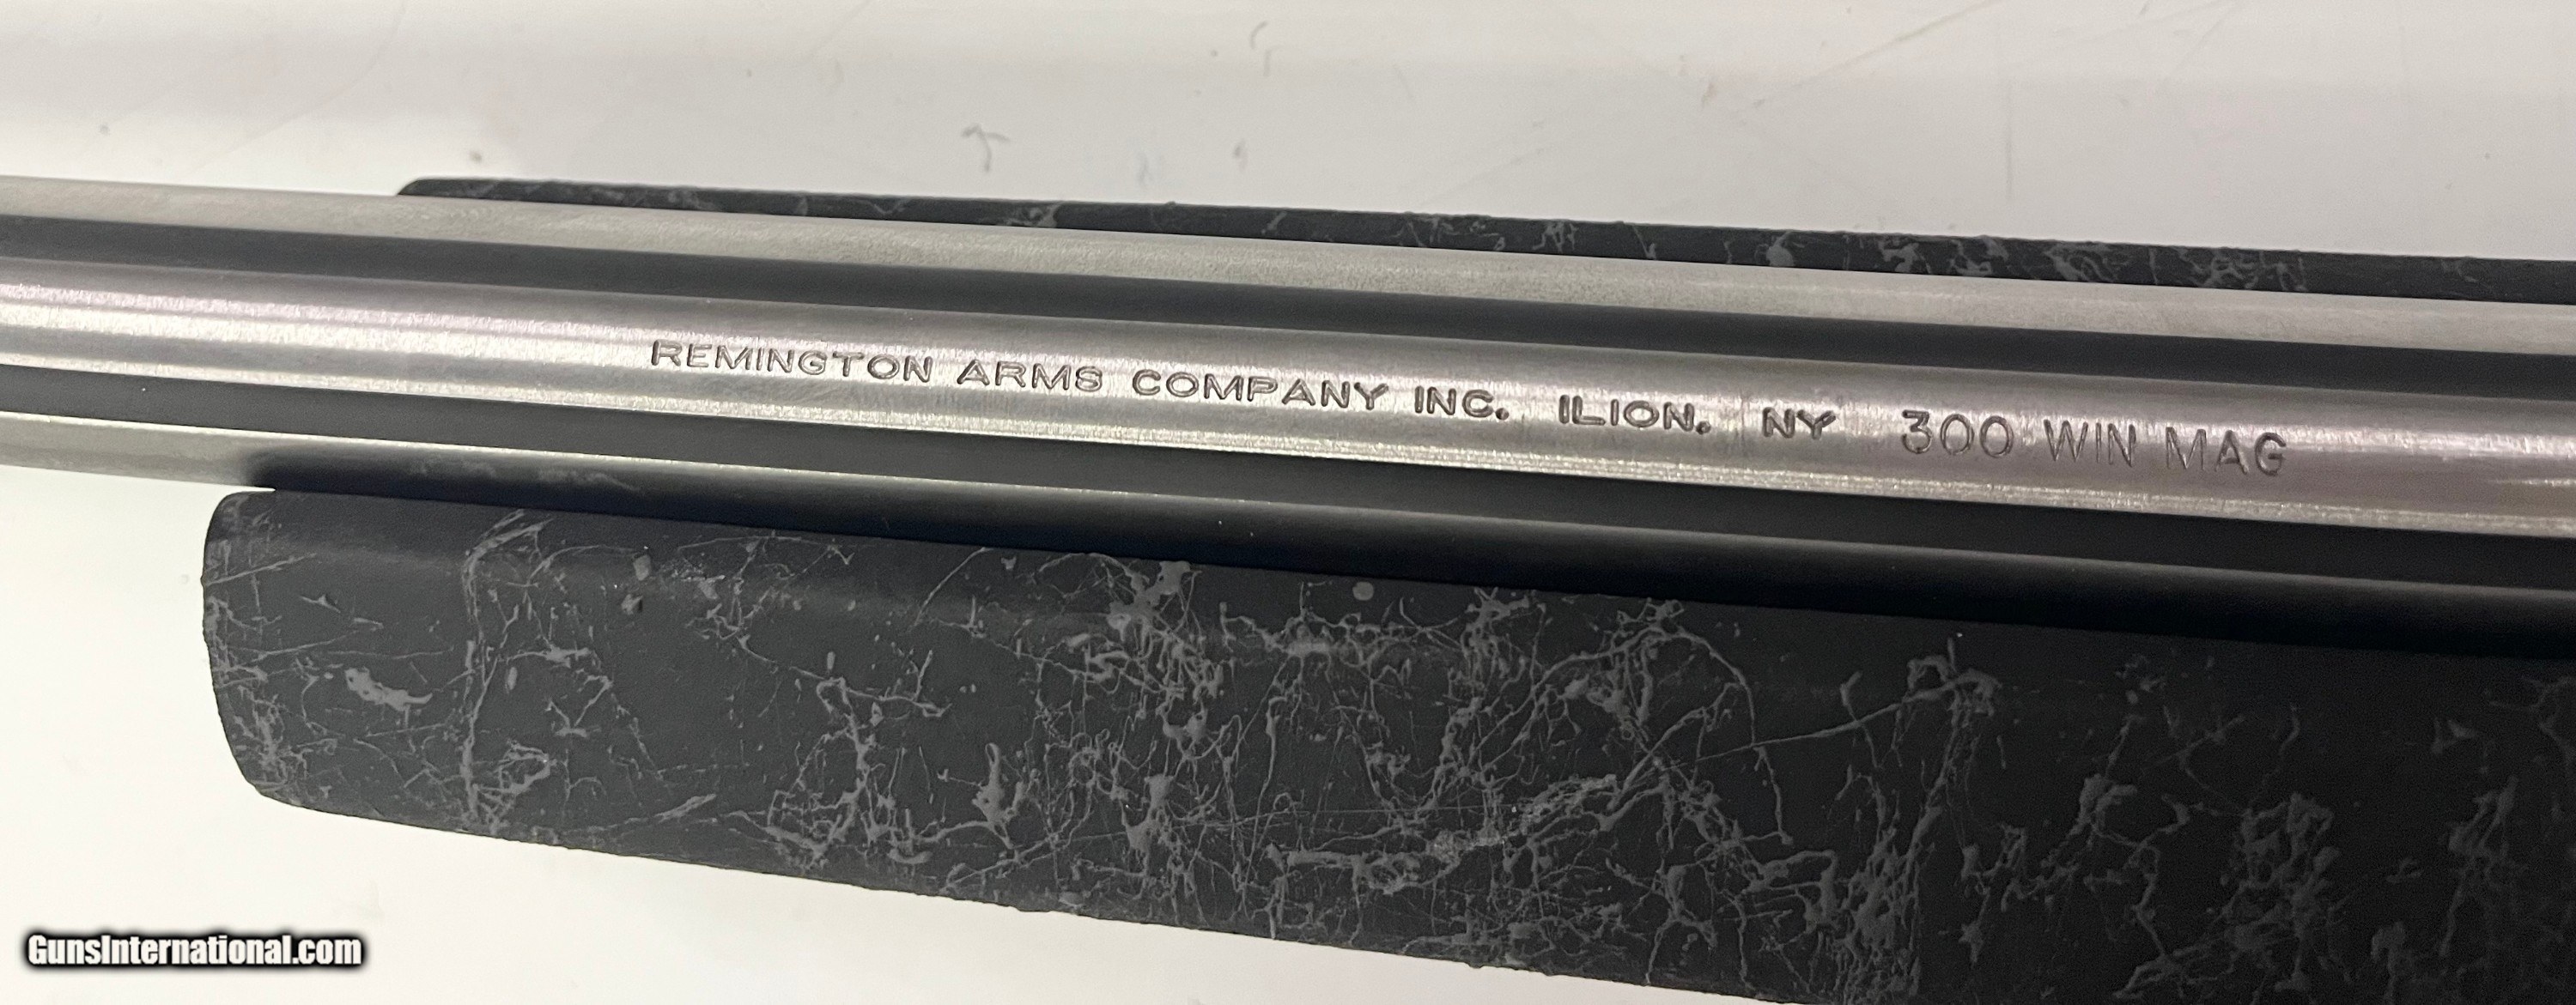 REMINGTON ARMS COMPANY INC. ILION. NY 300 WIN MAG
GunsInternational.com